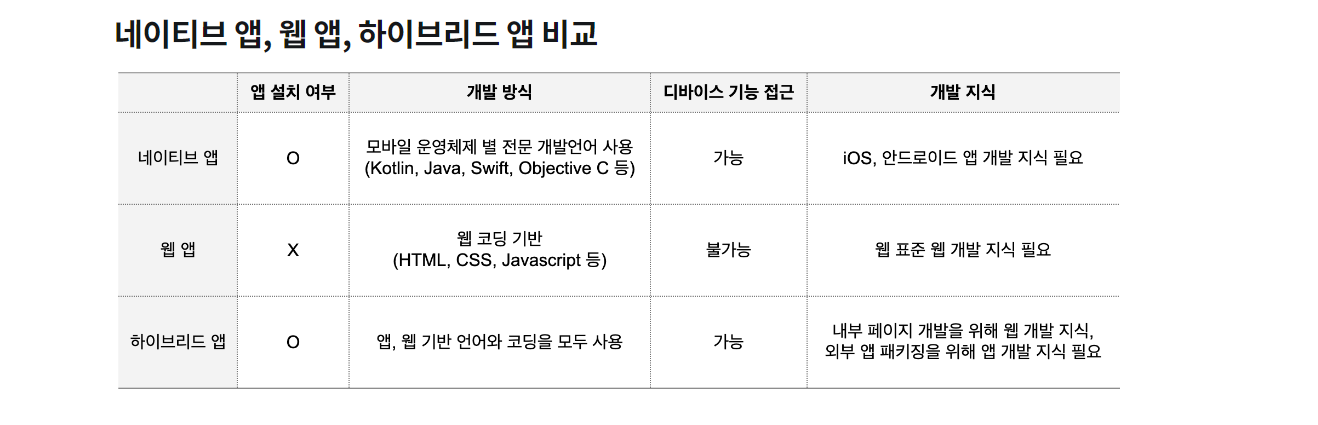 네이티브 앱, 웹 앱, 하이브리드 앱 비교
앱 설치 여부 개발 방식 디바이스 기능 접근 개발 지식
네이티브 앱 O 모바일 운영체제 별 전문 개발언어 사용 가능 iOS, 안드로이드 앱 개발 지식 필요
(Kotlin, Java, Swift, Objective C 등)
웹 앱 X 웹 코딩 기반 불가능 웹 표준 웹 개발 지식 필요
(HTML, CSS, Javascript 등)
하이브리드 앱 O 앱, 웹 기반 언어와 코딩을 모두 사용 가능 내부 페이지 개발을 위해 웹 개발 지식,
외부 앱 패키징을 위해 앱 개발 지식 필요